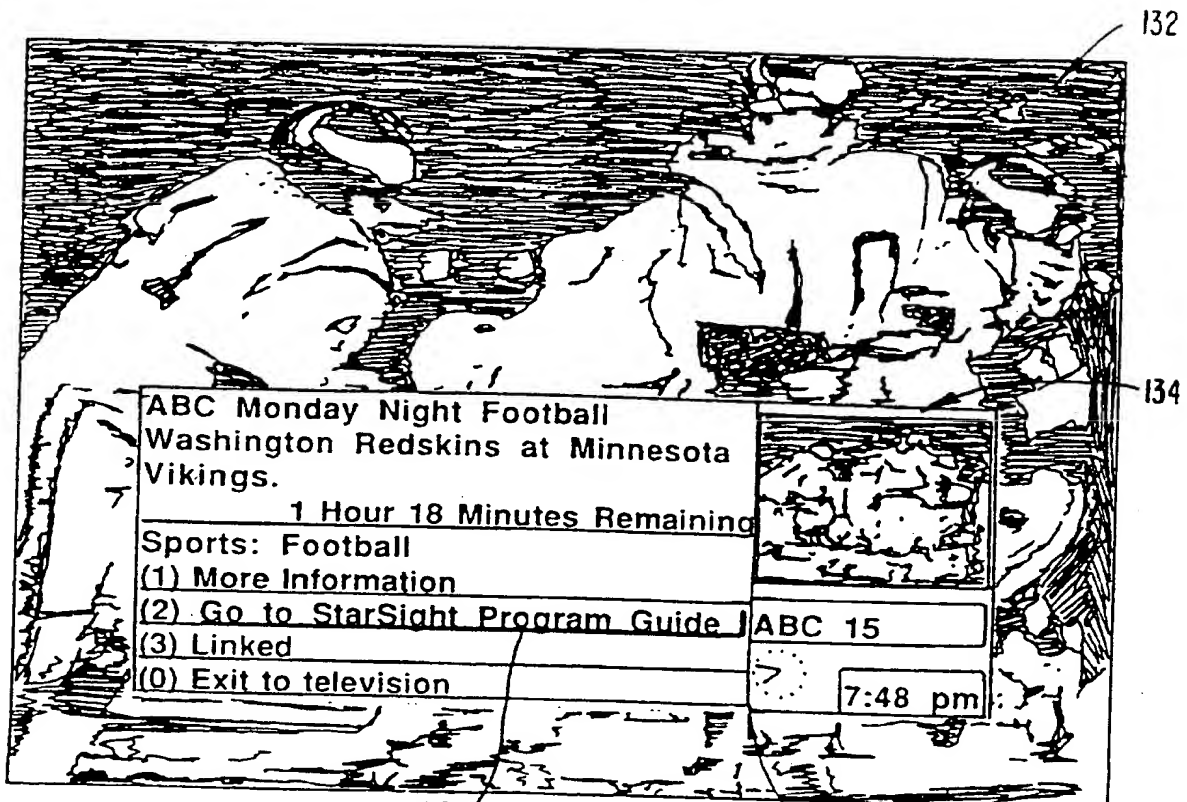 132
134
ABC Monday Night Football
Washington Redskins at Minnesota
Vikings.
1 Hour 18 Minutes Remaining
Sports: Football
(1) More Information
(2) Go to StarSight Program Guide
(3) Linked
(0) Exit to television
ABC 15
7:48 pm